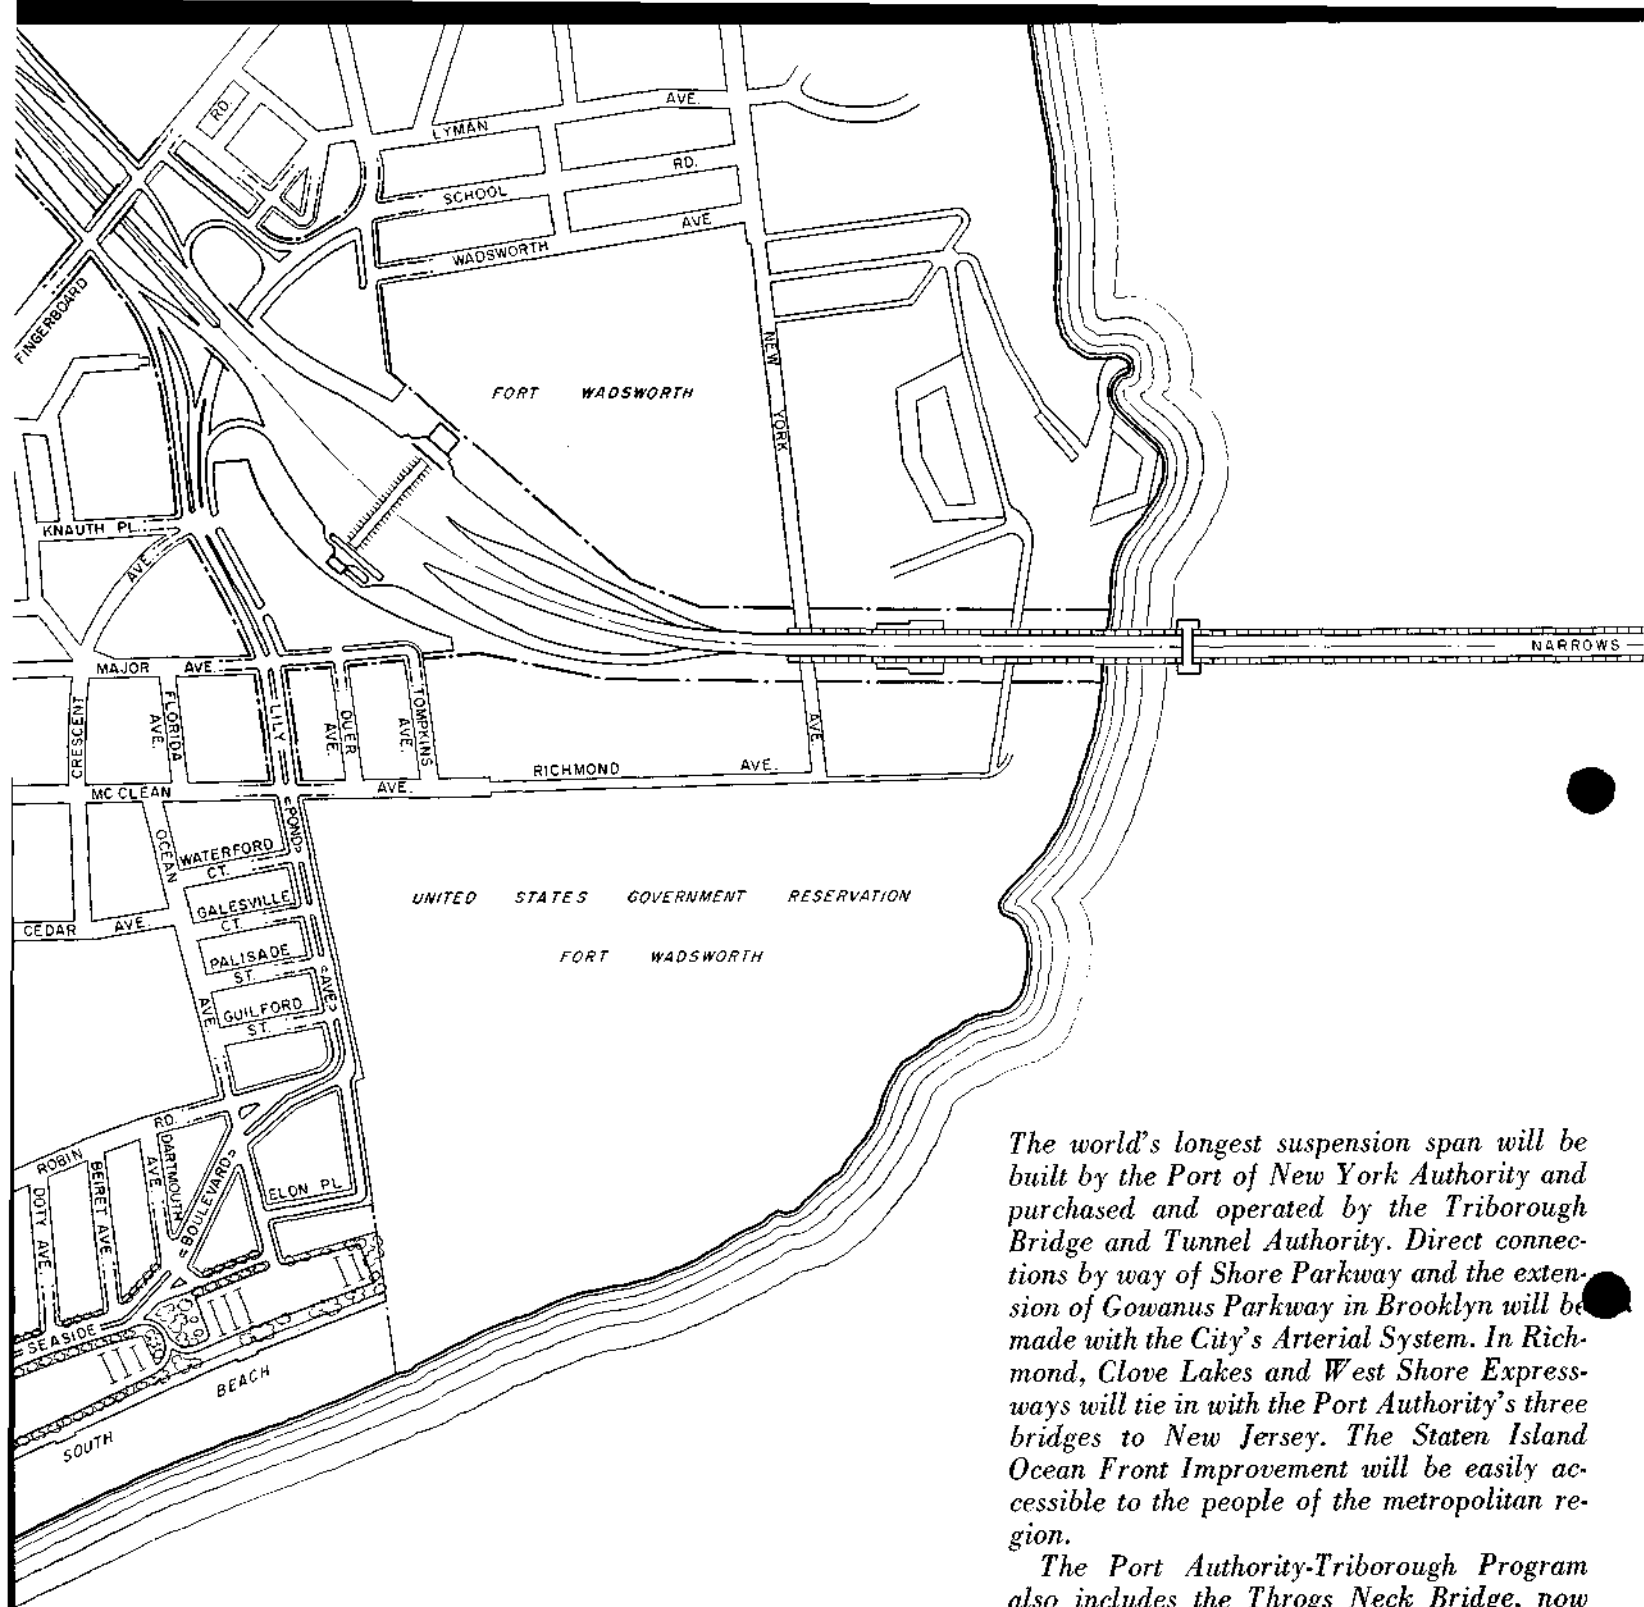 RD.
LYMAN AVE.
SCHOOL RD.
WADSWORTH AVE
FINGERBOARD
FORT WADSWORTH
NEW YORK AVE.
KNAUTH PL.
AVE.
NARROWS
MAJOR AVE.
CRESCENT
FLORIDA AVE.
LILY POND AVE
OULER AVE.
TOMPKINS AVE.
RICHMOND AVE.
MC CLEAN AVE.
OCEAN AVE.
WATERFORD CT.
GALESVILLE CT.
PALISADE ST.
GUILFORD ST.
CEDAR AVE.
UNITED STATES GOVERNMENT RESERVATION
FORT WADSWORTH
ROBIN RD.
DOTY AVE.
BEIRET AVE.
DARTMOUTH AVE.
SEASIDE BOULEVARD
ELON PL.
SOUTH BEACH
The world's longest suspension span will be
built by the Port of New York Authority and
purchased and operated by the Triborough
Bridge and Tunnel Authority. Direct connec-
tions by way of Shore Parkway and the exten-
sion of Gowanus Parkway in Brooklyn will be
made with the City's Arterial System. In Rich-
mond, Clove Lakes and West Shore Express-
ways will tie in with the Port Authority's three
bridges to New Jersey. The Staten Island
Ocean Front Improvement will be easily ac-
cessible to the people of the metropolitan re-
gion.
The Port Authority-Triborough Program
also includes the Throgs Neck Bridge, now